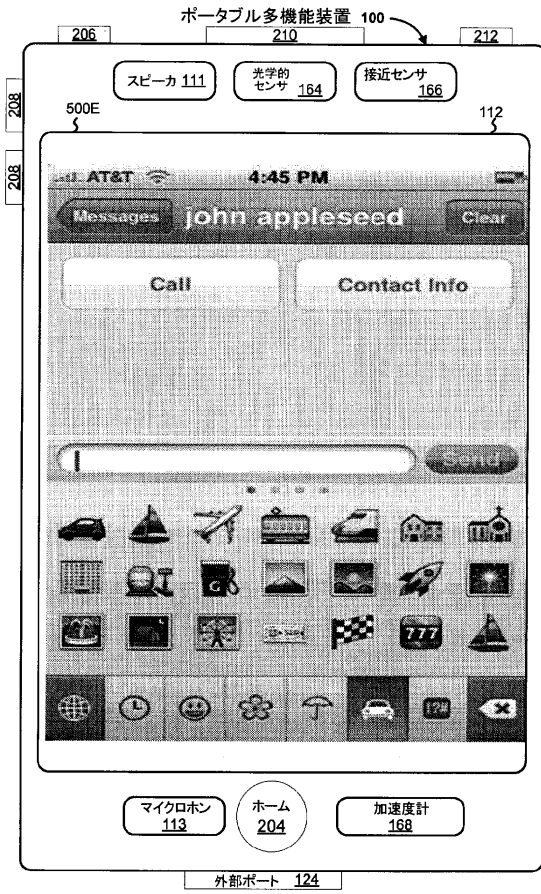 ポータブル多機能装置 100
206
210
212
スピーカ 111
光学的
センサ 164
接近センサ
166
208
500E
112
208
AT&T
4:45 PM
Messages
john appleseed
Clear
Call
Contact Info
Send
G
777
!?#
マイクロホン
113
ホーム
204
加速度計
168
外部ポート 124